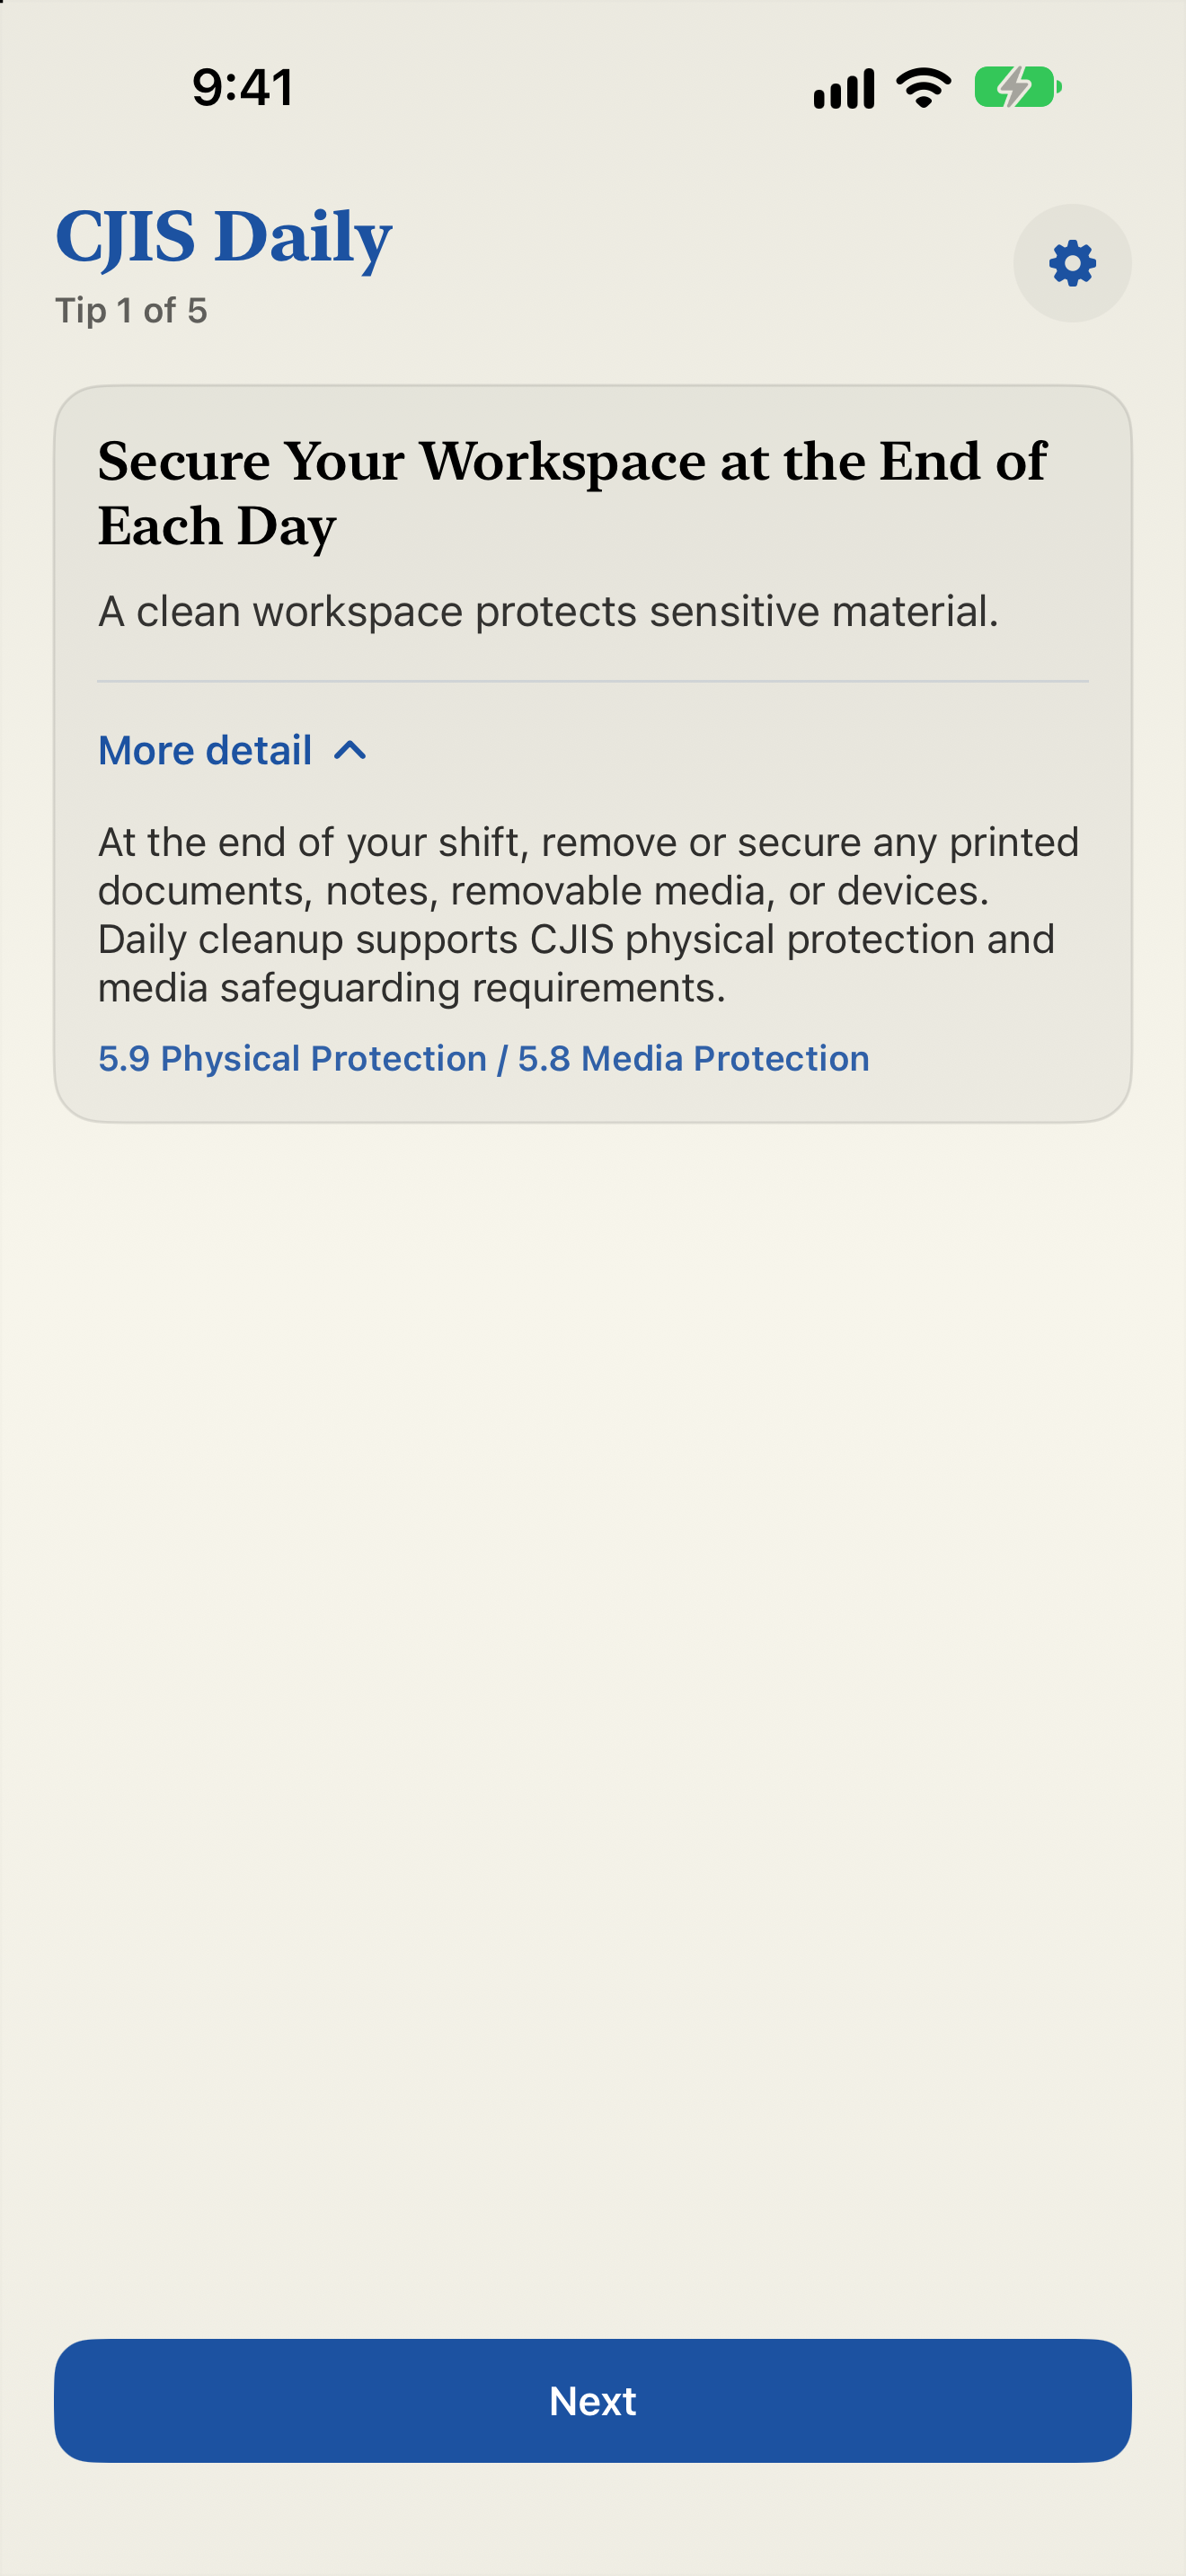 9:41
CJIS Daily
Tip 1 of 5
Secure Your Workspace at the End of
Each Day
A clean workspace protects sensitive material.
More detail
At the end of your shift, remove or secure any printed
documents, notes, removable media, or devices.
Daily cleanup supports CJIS physical protection and
media safeguarding requirements.
5.9 Physical Protection / 5.8 Media Protection
Next